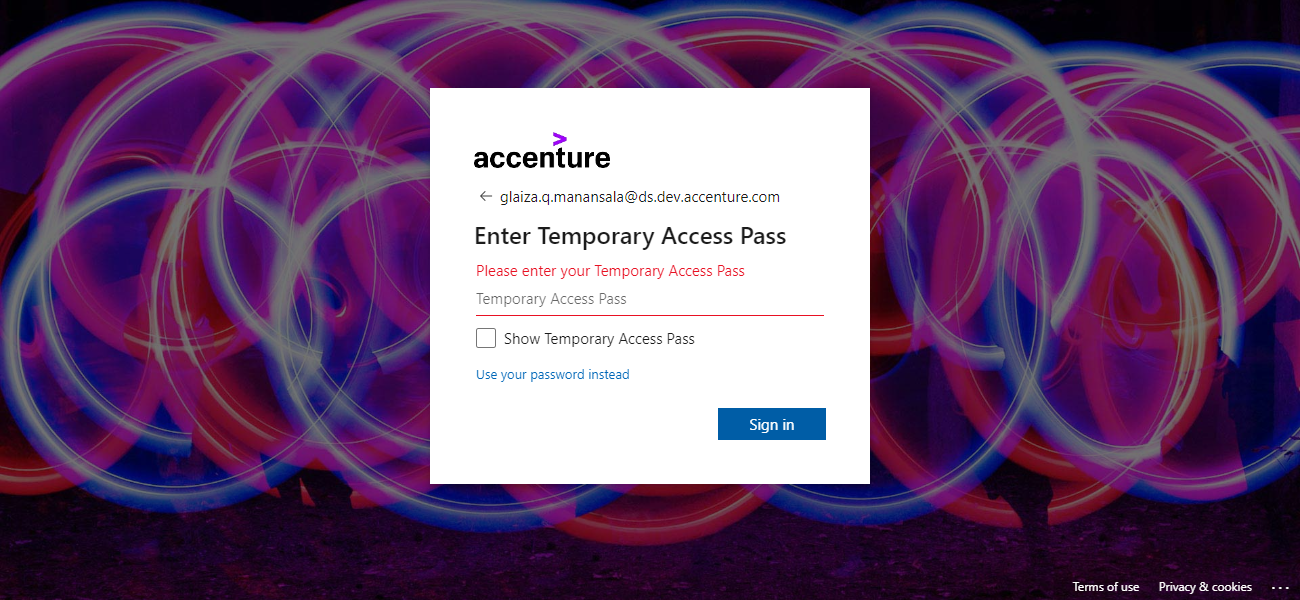 accenture
glaiza.q.manansala@ds.dev.accenture.com
Enter Temporary Access Pass
Please enter your Temporary Access Pass
Temporary Access Pass
Show Temporary Access Pass
Use your password instead
Sign in
Terms of use Privacy & cookies ...